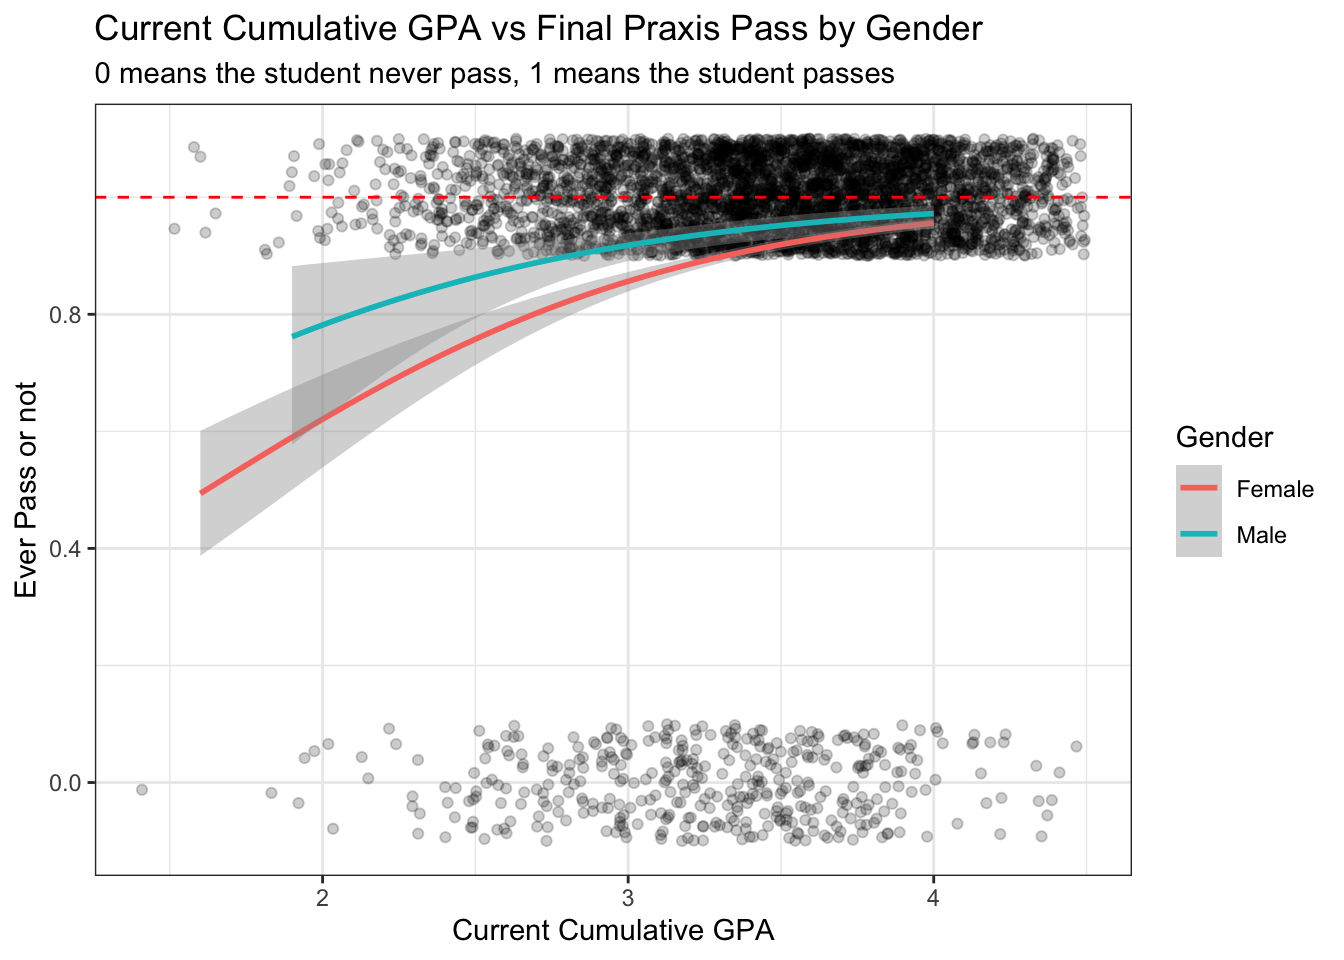 Current Cumulative GPA vs Final Praxis Pass by Gender
0 means the student never pass, 1 means the student passes
Ever Pass or not
0.8
0.4
0.0
2 3 4
Current Cumulative GPA
Gender
Female
Male